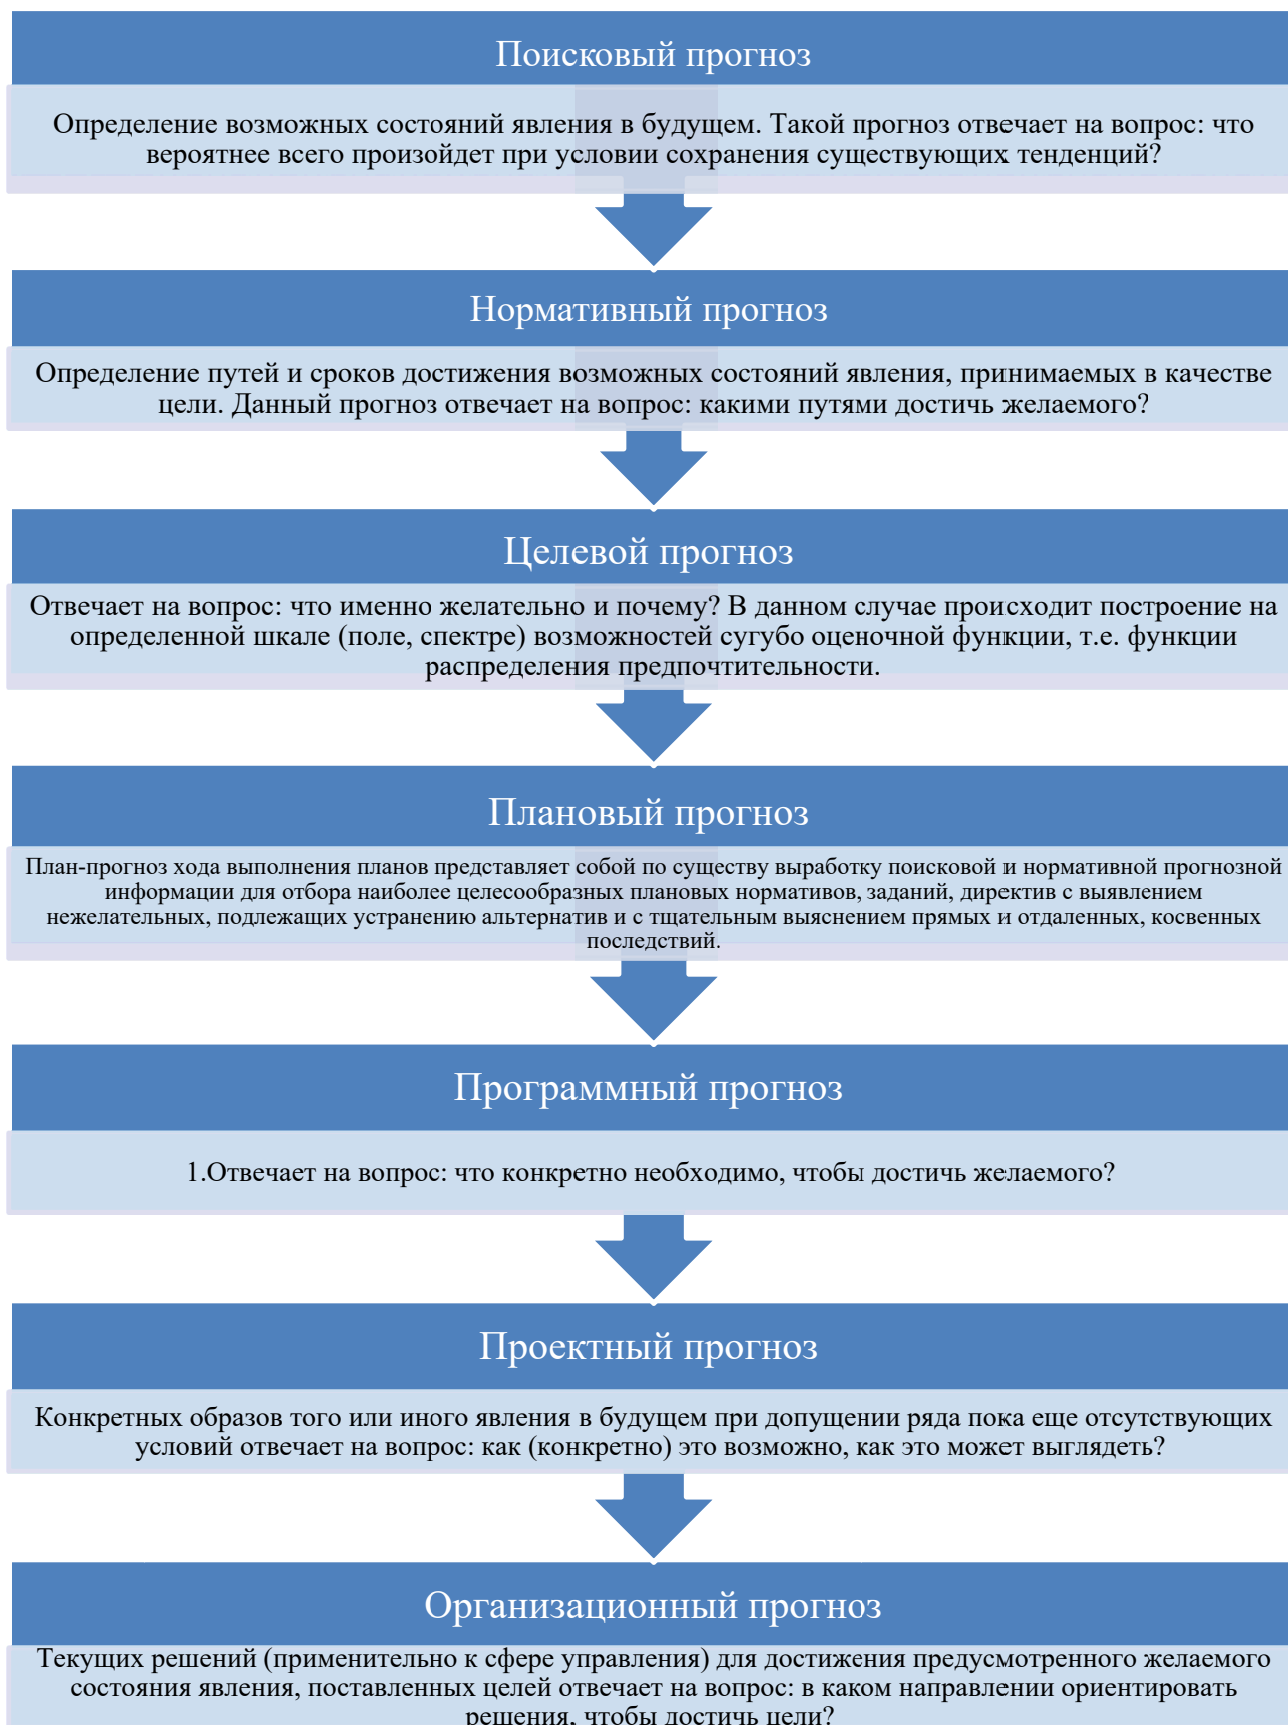 Поисковый прогноз
Определение возможных состояний явления в будущем. Такой прогноз отвечает на вопрос: что
вероятнее всего произойдет при условии сохранения существующих тенденций?
Нормативный прогноз
Определение путей и сроков достижения возможных состояний явления, принимаемых в качестве
цели. Данный прогноз отвечает на вопрос: какими путями достичь желаемого?
Целевой прогноз
Отвечает на вопрос: что именно желательно и почему? В данном случае происходит построение на
определенной шкале (поле, спектре) возможностей сугубо оценочной функции, т.е. функции
распределения предпочтительности.
Плановый прогноз
План-прогноз хода выполнения планов представляет собой по существу выработку поисковой и нормативной прогнозной
информации для отбора наиболее целесообразных плановых нормативов, заданий, директив с выявлением
нежелательных, подлежащих устранению альтернатив и с тщательным выяснением прямых и отдаленных, косвенных
последствий.
Программный прогноз
1.Отвечает на вопрос: что конкретно необходимо, чтобы достичь желаемого?
Проектный прогноз
Конкретных образов того или иного явления в будущем при допущении ряда пока еще отсутствующих
условий отвечает на вопрос: как (конкретно) это возможно, как это может выглядеть?
Организационный прогноз
Текущих решений (применительно к сфере управления) для достижения предусмотренного желаемого
состояния явления, поставленных целей отвечает на вопрос: в каком направлении ориентировать
решения, чтобы достичь цели?